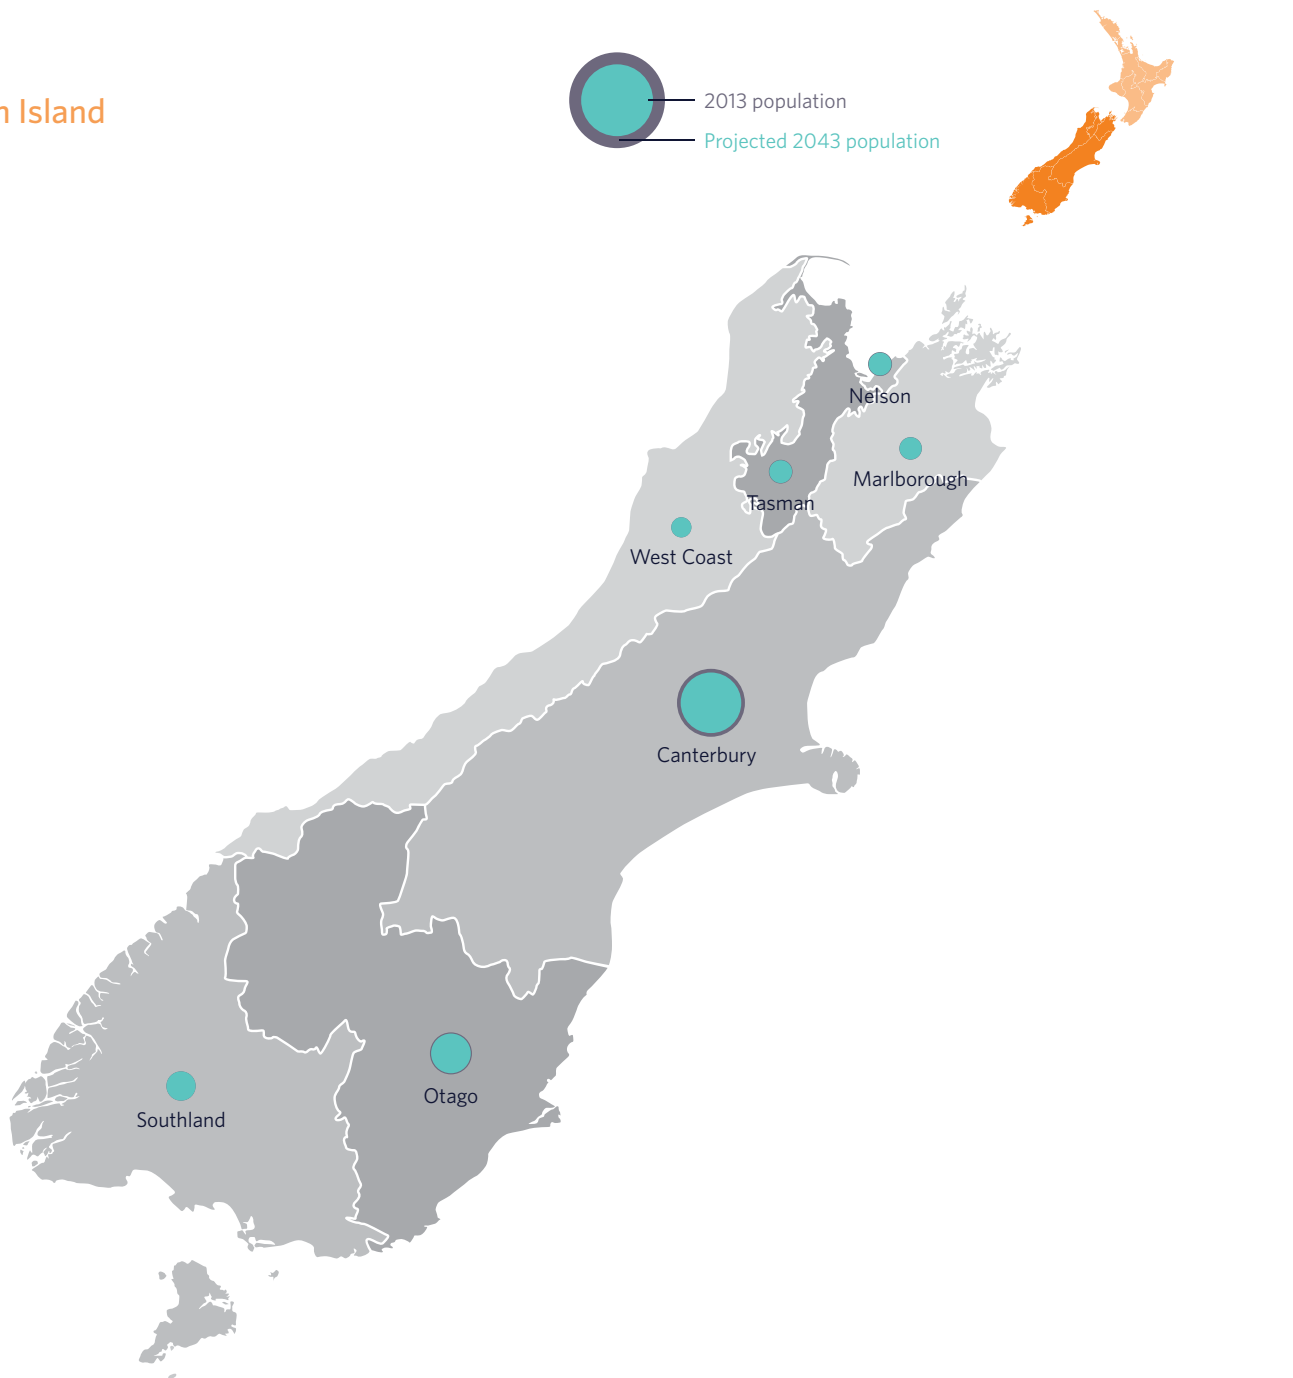 Island
2013 population
Projected 2043 population
Nelson
Marlborough
Tasman
West Coast
Canterbury
Otago
Southland